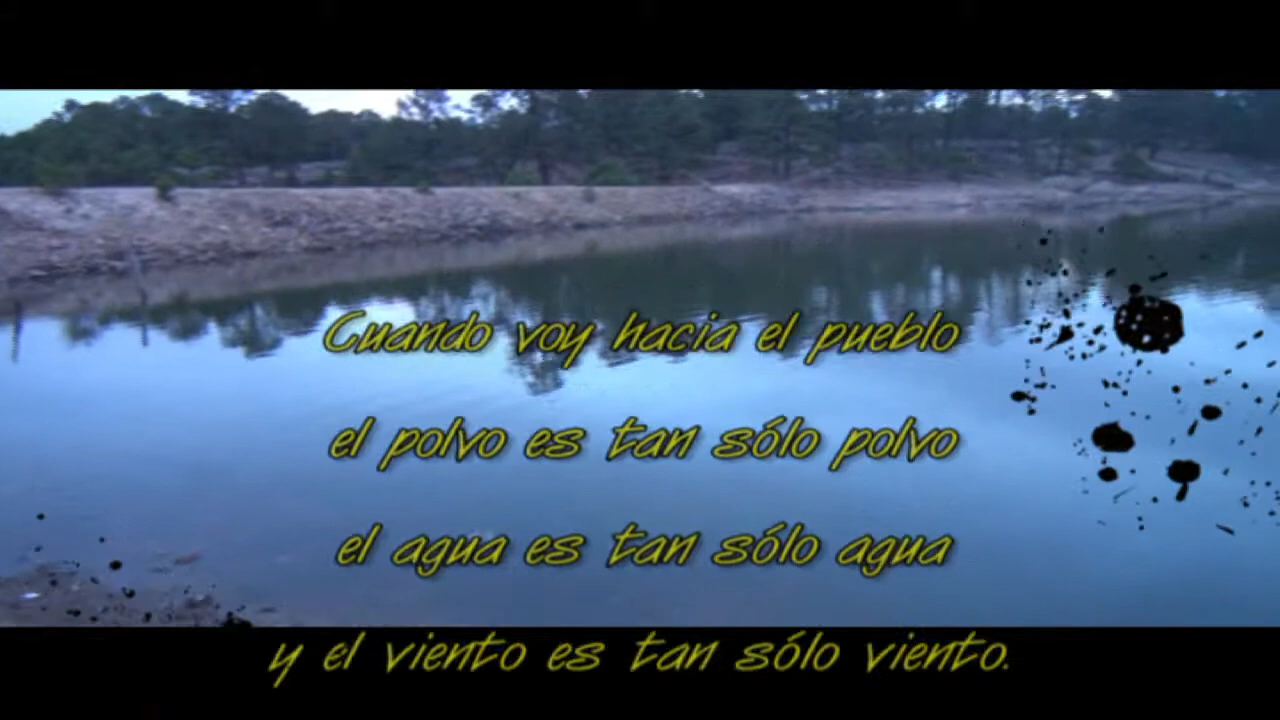 Cuando voy hacia el pueblo
el polvo es tan sólo polvo
el agua es tan sólo agua
y el viento es tan sólo viento.